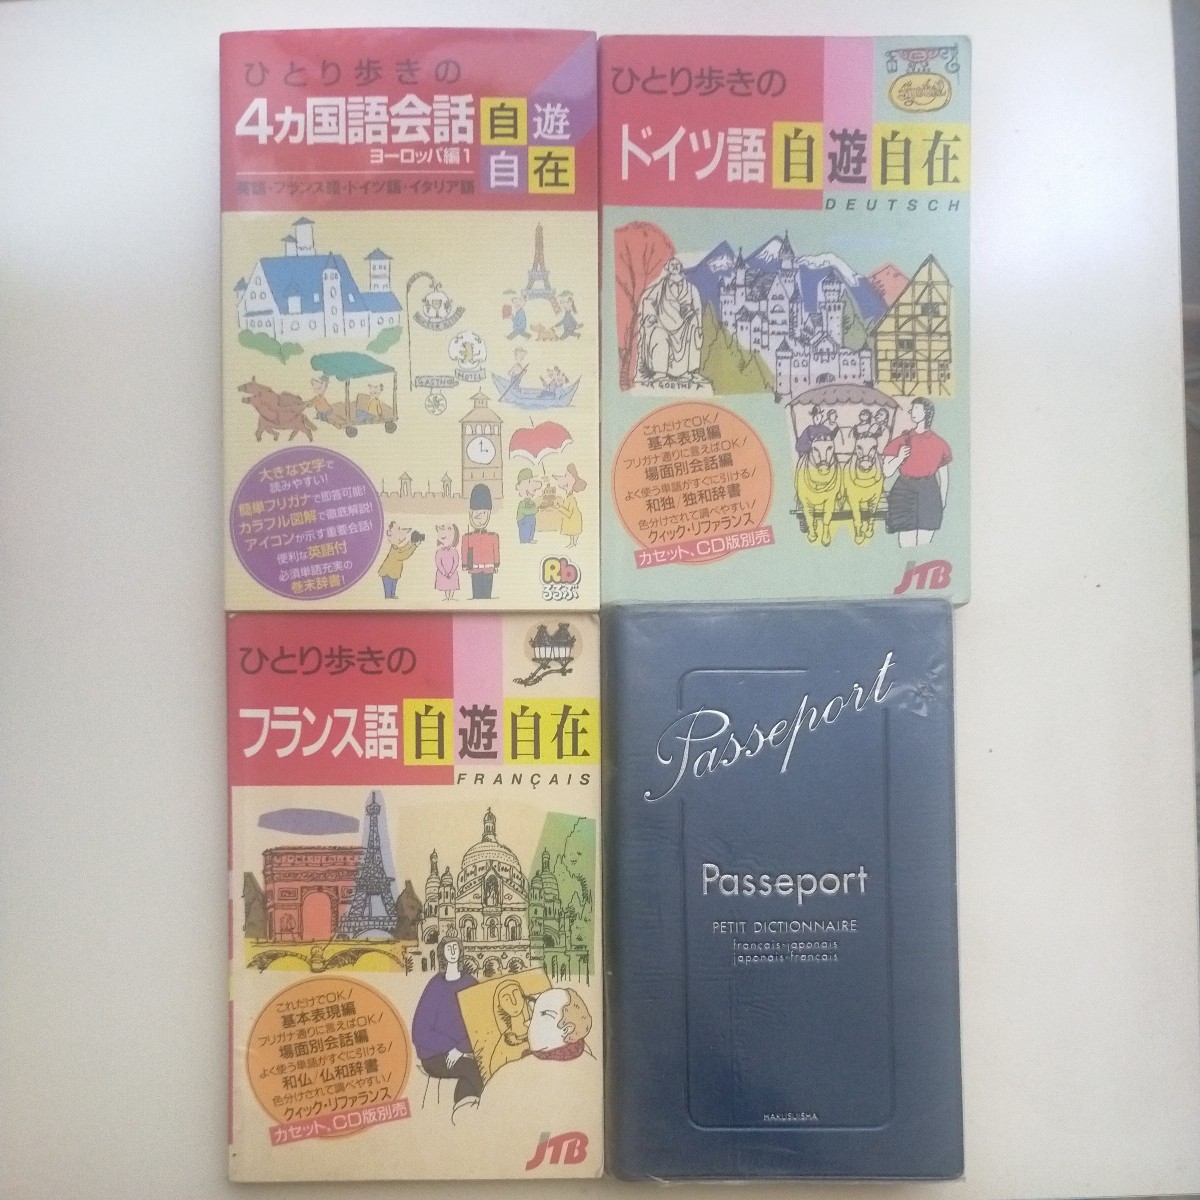 ひとり歩きの
4ヵ国語会話 自遊自在
ヨーロッパ編1
英語・フランス語・ドイツ語・イタリア語
GASTHOF
HOTEL
大きな文字で
読みやすい!
簡単フリガナで即答可能!
カラフル図解で徹底解説!
アイコンが示す重要会話!
便利な英語付
必須単語充実の
巻末辞書!
Rb
るるぶ
ひとり歩きの
ドイツ語 自遊自在
DEUTSCH
GOETHE
これだけでOK!
基本表現編
フリガナ通りに言えばOK!
場面別会話編
よく使う単語がすぐに引ける!
和独/独和辞書
色分けされて調べやすい!
クィック・リファランス
カセット、CD版別売
JTB
ひとり歩きの
フランス語 自遊自在
FRANÇAIS
これだけでOK!
基本表現編
フリガナ通りに言えばOK!
場面別会話編
よく使う単語がすぐに引ける!
和仏/仏和辞書
色分けされて調べやすい!
クィック・リファランス
カセット、CD版別売
JTB
Passeport
Passeport
PETIT DICTIONNAIRE
français-japonais
japonais-français
HAKUSUISHA